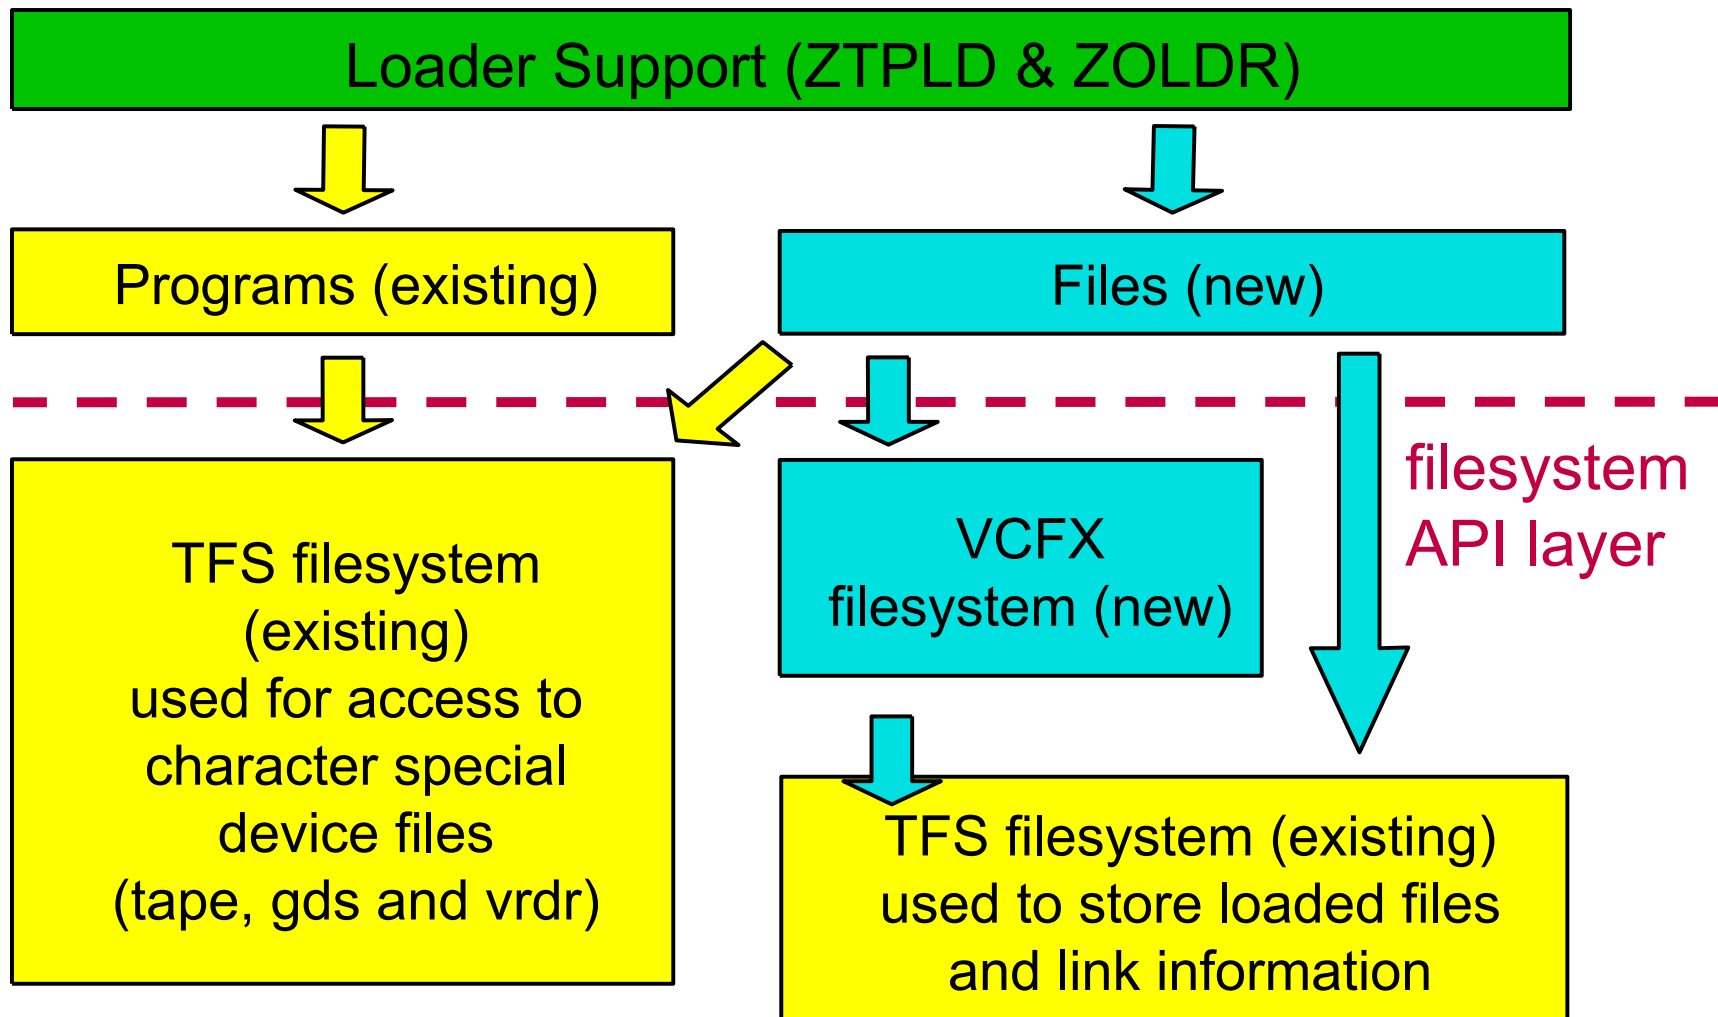 Loader Support (ZTPLD & ZOLDR)
Programs (existing)
Files (new)
filesystem
API layer
TFS filesystem
(existing)
used for access to
character special
device files
(tape, gds and vrdr)
VCFX
filesystem (new)
TFS filesystem (existing)
used to store loaded files
and link information